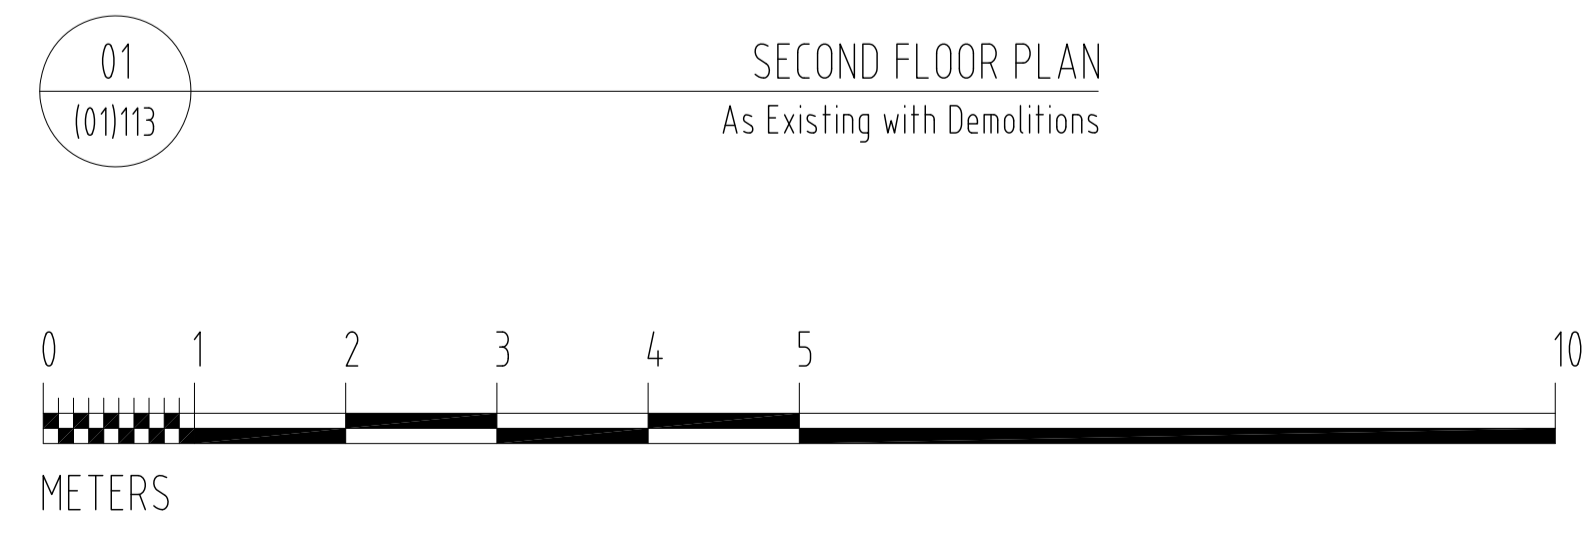 01
(01)113
SECOND FLOOR PLAN
As Existing with Demolitions
0 1 2 3 4 5 10
METERS